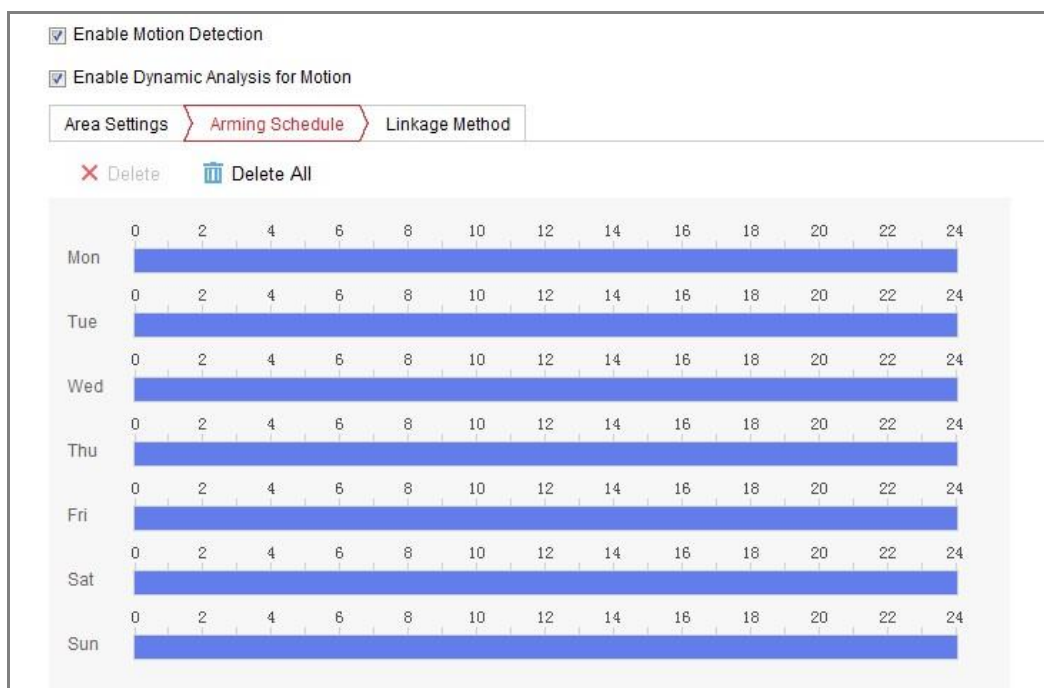 Enable Motion Detection
Enable Dynamic Analysis for Motion
Area Settings Arming Schedule Linkage Method
Delete Delete All
0 2 4 6 8 10 12 14 16 18 20 22 24
Mon
0 2 4 6 8 10 12 14 16 18 20 22 24
Tue
0 2 4 6 8 10 12 14 16 18 20 22 24
Wed
0 2 4 6 8 10 12 14 16 18 20 22 24
Thu
0 2 4 6 8 10 12 14 16 18 20 22 24
Fri
0 2 4 6 8 10 12 14 16 18 20 22 24
Sat
0 2 4 6 8 10 12 14 16 18 20 22 24
Sun